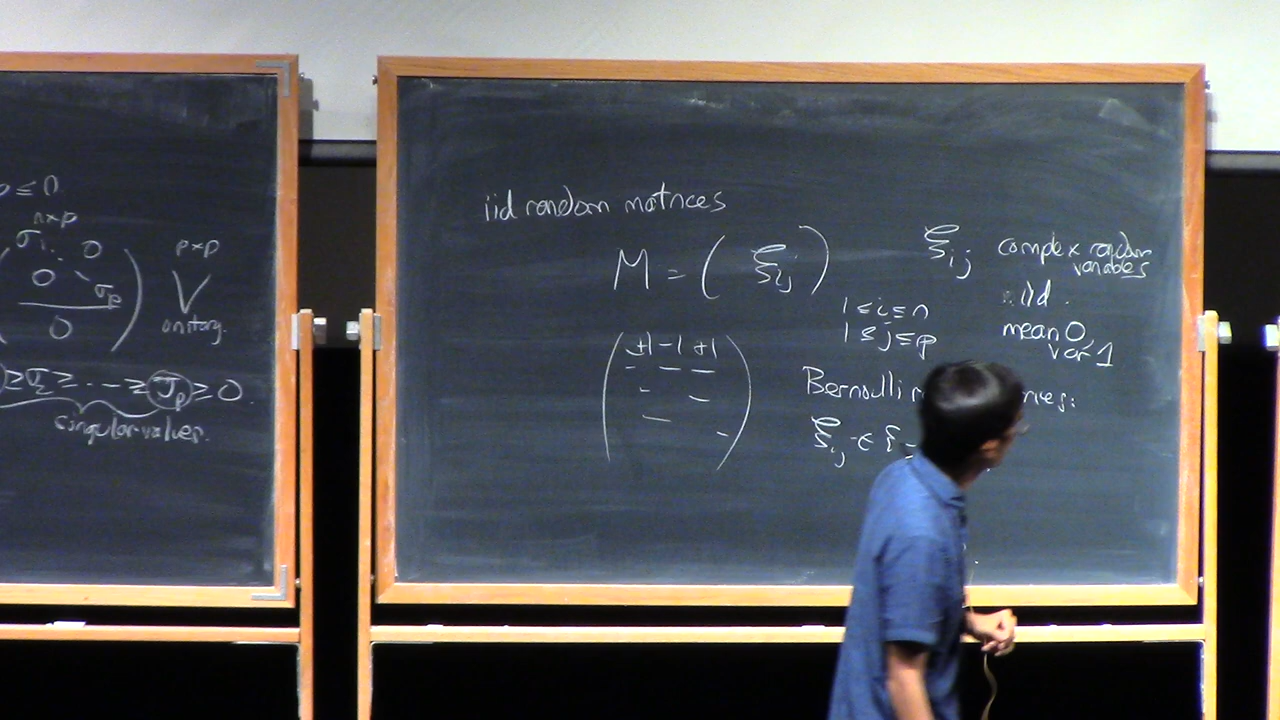 ≤ n
n×p
σ₁ ⋱ 0
0 ⋱ σp
0
p×p
V
unitary.
≥ σ₂ ≥ ... ≥ σp ≥ 0.
singular values.
iid random matrices
M = ( ξij )
1 ≤ i ≤ n
1 ≤ j ≤ p
ξij complex random
variables
iid.
mean 0,
var 1
+1 -1 +1
Bernoulli
ξij ∈ {-